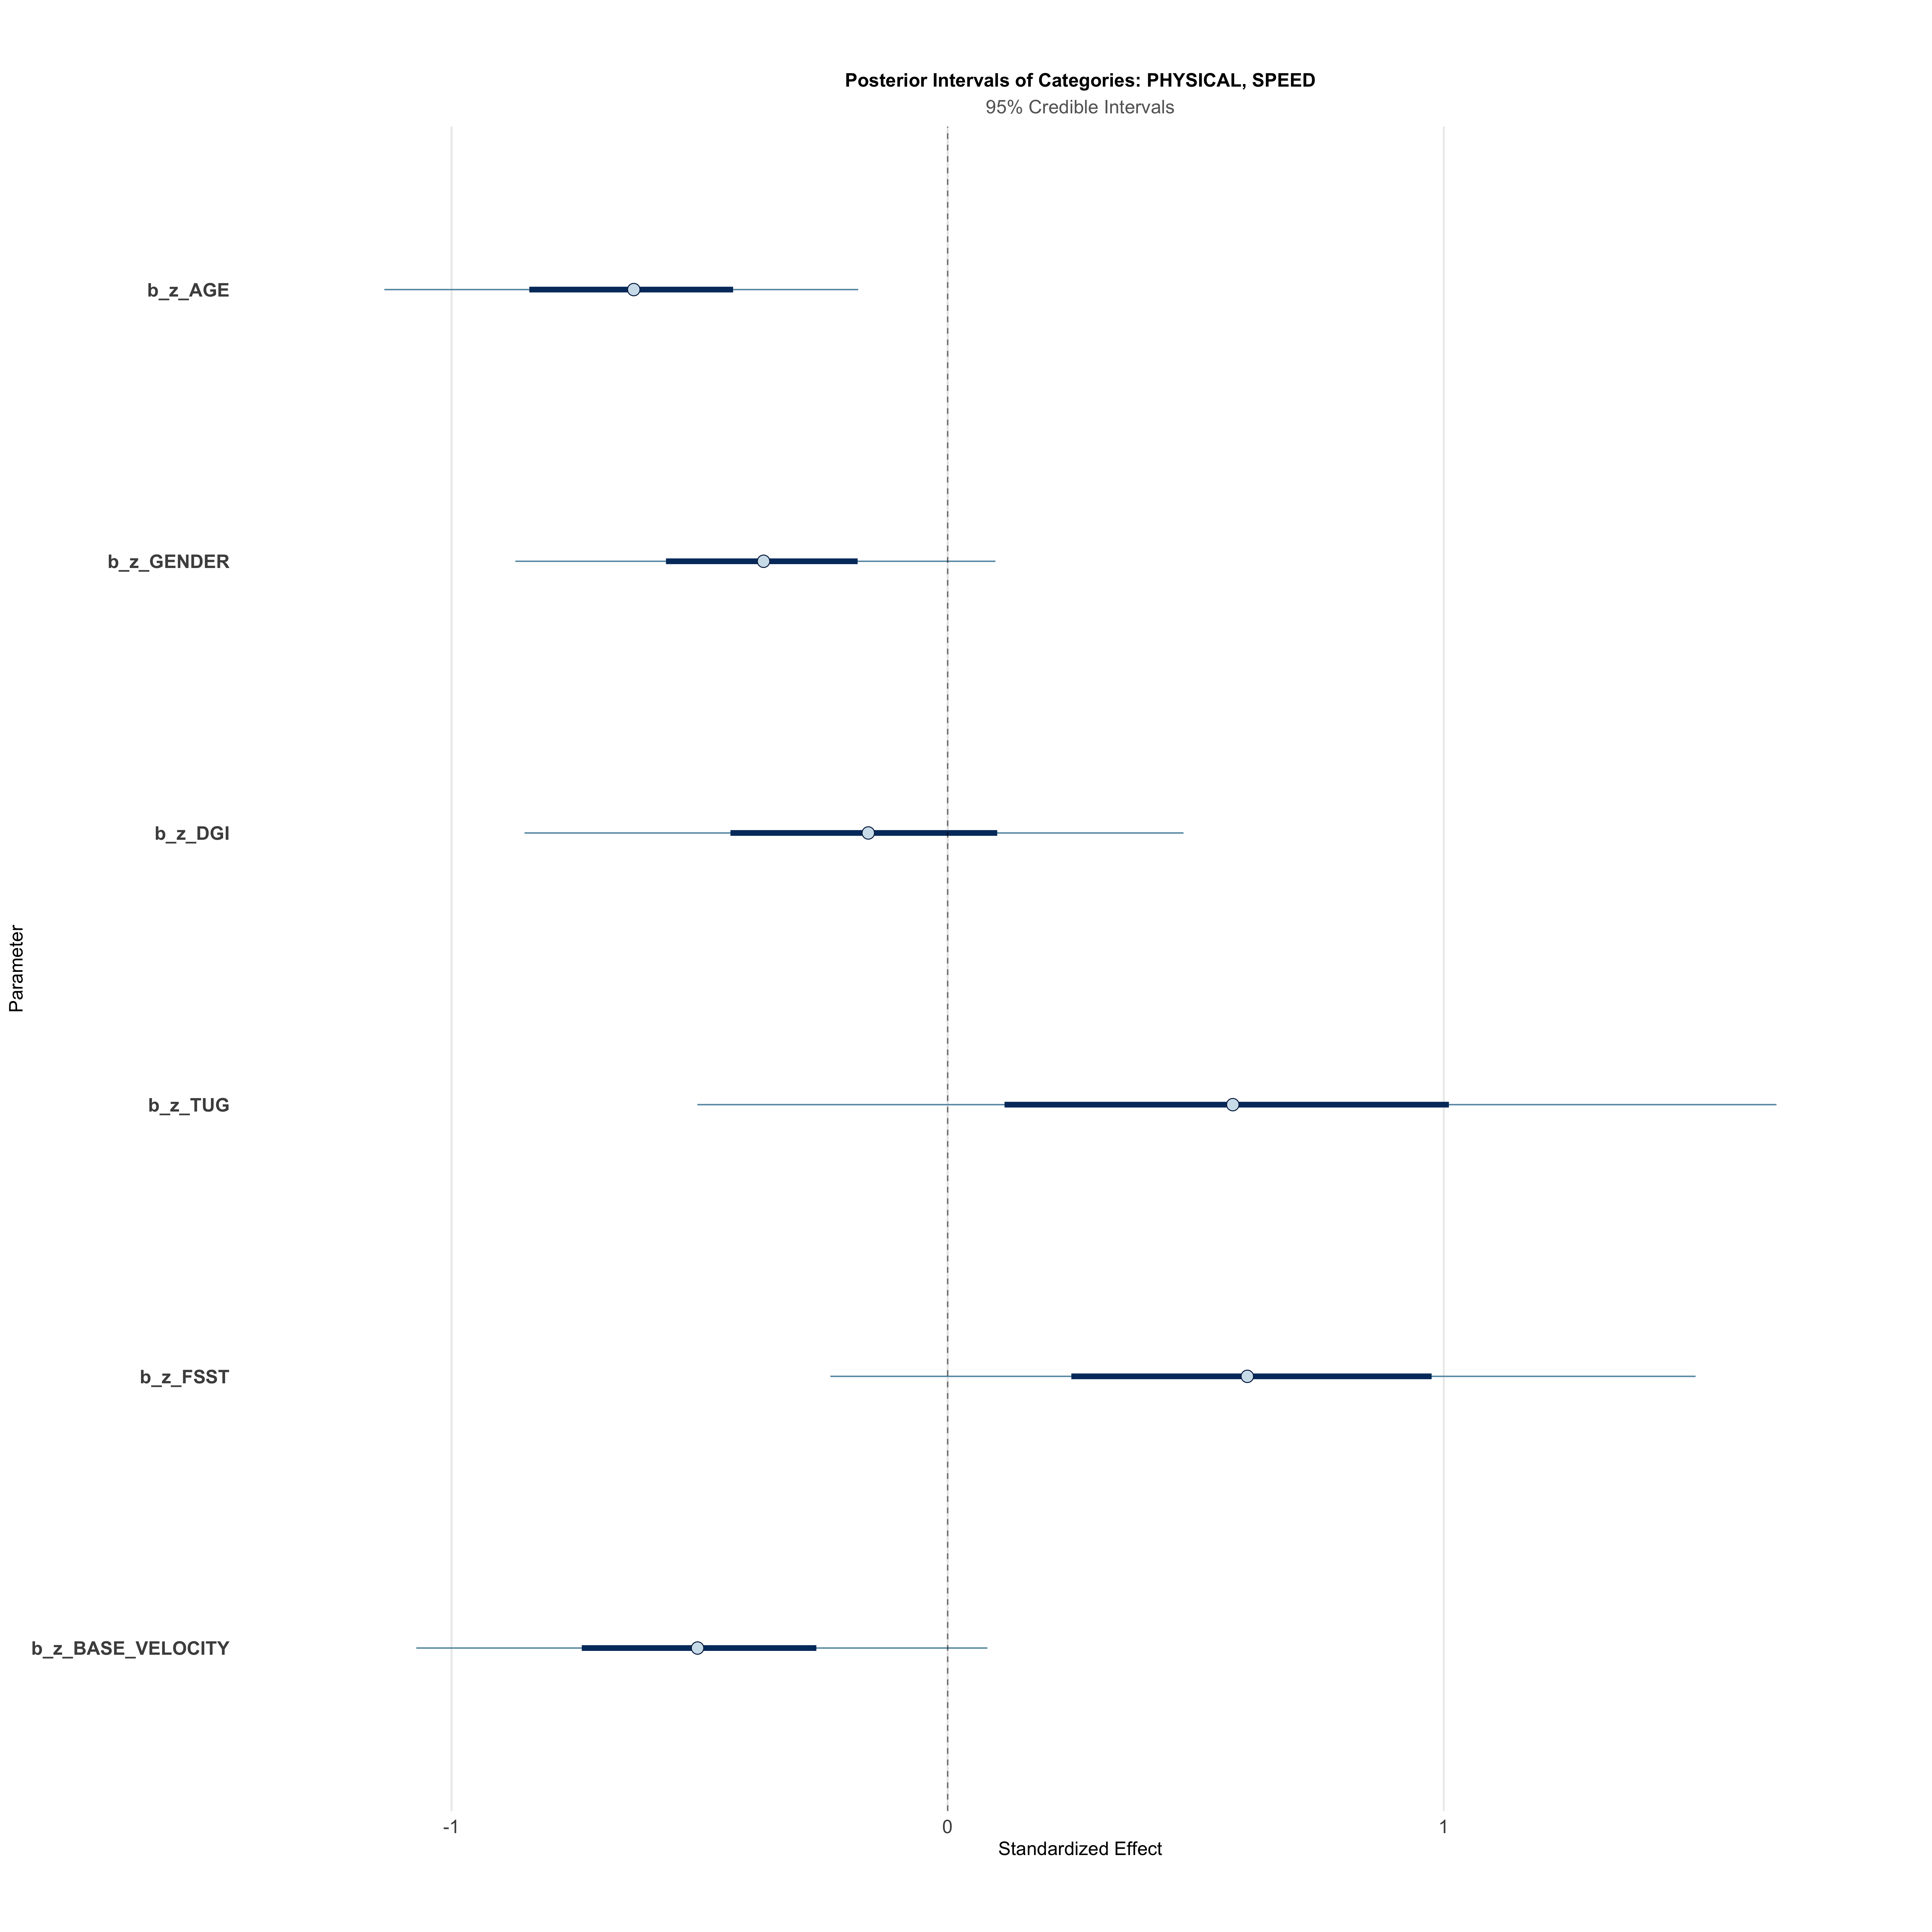 Posterior Intervals of Categories: PHYSICAL, SPEED
95% Credible Intervals
b_z_AGE
b_z_GENDER
b_z_DGI
b_z_TUG
b_z_FSST
b_z_BASE_VELOCITY
Parameter
-1 0 1
Standardized Effect